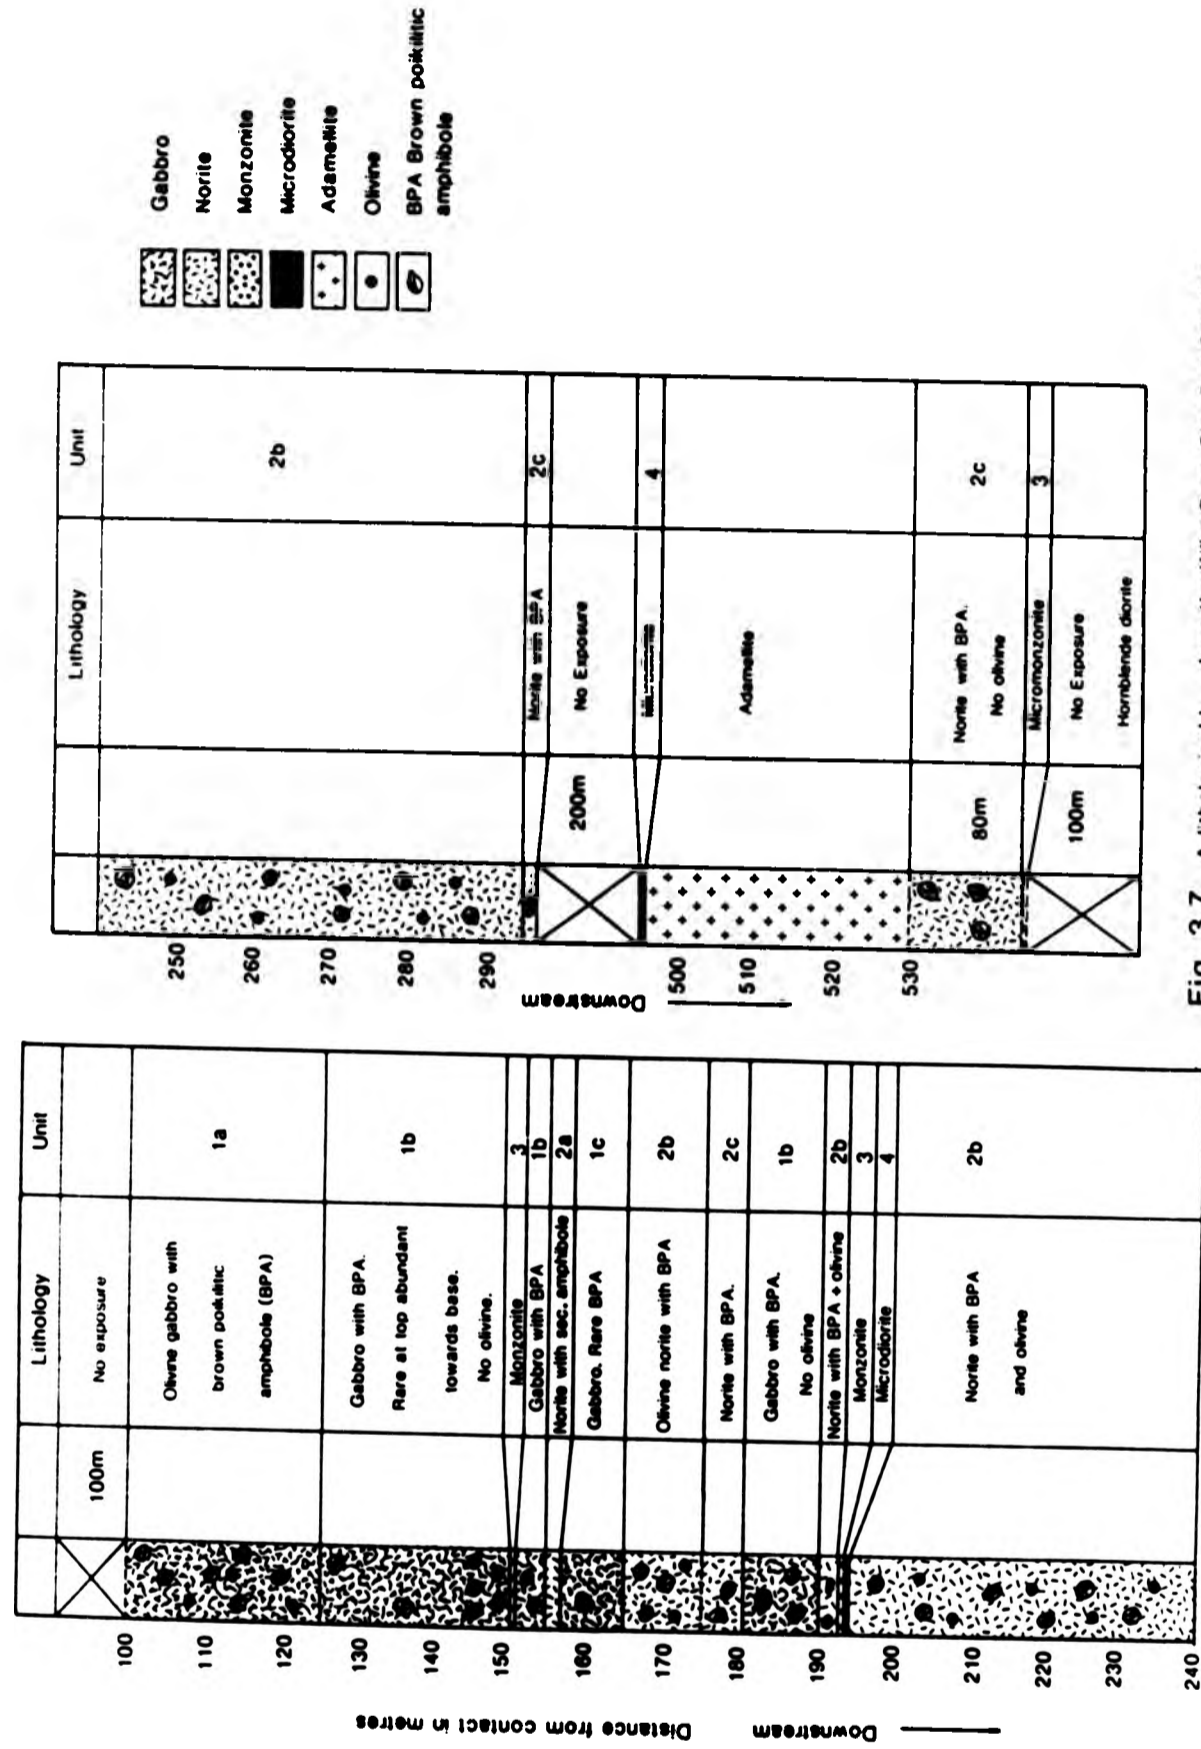 Lithology
Unit
100m
No exposure
Olivine gabbro with
brown poikilitic
amphibole (BPA)
1a
Gabbro with BPA.
Rare at top abundant
towards base.
No olivine.
1b
Monzonite
3
Gabbro with BPA
1b
Norite with sec. amphibole
2a
Gabbro. Rare BPA
1c
Olivine norite with BPA
2b
Norite with BPA.
2c
Gabbro with BPA.
No olivine
1b
Norite with BPA + olivine
2b
Monzonite
3
Microdiorite
4
Norite with BPA
and olivine
2b
100
110
120
130
140
150
160
170
180
190
200
210
220
230
240
Distance from contact in metres
Downstream
Lithology
Unit
2b
Norite with BPA
2c
200m
No Exposure
4
Adamellite
80m
Norite with BPA.
No olivine
2c
Micromonzonite
3
100m
No Exposure
Hornblende diorite
250
260
270
280
290
500
510
520
530
Downstream
Gabbro
Norite
Monzonite
Microdiorite
Adamellite
Olivine
BPA Brown poikilitic
amphibole
Fig. 3.7